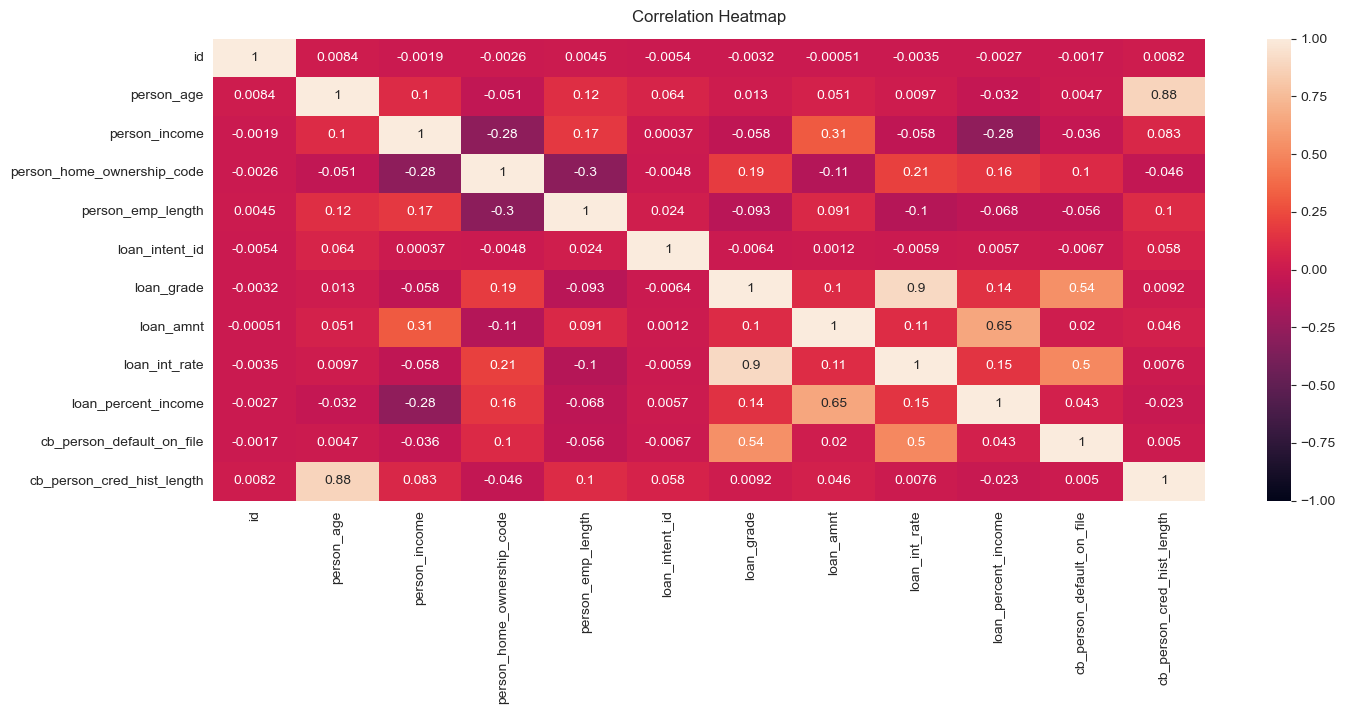 Correlation Heatmap
id 1 0.0084 -0.0019 -0.0026 0.0045 -0.0054 -0.0032 -0.00051 -0.0035 -0.0027 -0.0017 0.0082
person_age 0.0084 1 0.1 -0.051 0.12 0.064 0.013 0.051 0.0097 -0.032 0.0047 0.88
person_income -0.0019 0.1 1 -0.28 0.17 0.00037 -0.058 0.31 -0.058 -0.28 -0.036 0.083
person_home_ownership_code -0.0026 -0.051 -0.28 1 -0.3 -0.0048 0.19 -0.11 0.21 0.16 0.1 -0.046
person_emp_length 0.0045 0.12 0.17 -0.3 1 0.024 -0.093 0.091 -0.1 -0.068 -0.056 0.1
loan_intent_id -0.0054 0.064 0.00037 -0.0048 0.024 1 -0.0064 0.0012 -0.0059 0.0057 -0.0067 0.058
loan_grade -0.0032 0.013 -0.058 0.19 -0.093 -0.0064 1 0.1 0.9 0.14 0.54 0.0092
loan_amnt -0.00051 0.051 0.31 -0.11 0.091 0.0012 0.1 1 0.11 0.65 0.02 0.046
loan_int_rate -0.0035 0.0097 -0.058 0.21 -0.1 -0.0059 0.9 0.11 1 0.15 0.5 0.0076
loan_percent_income -0.0027 -0.032 -0.28 0.16 -0.068 0.0057 0.14 0.65 0.15 1 0.043 -0.023
cb_person_default_on_file -0.0017 0.0047 -0.036 0.1 -0.056 -0.0067 0.54 0.02 0.5 0.043 1 0.005
cb_person_cred_hist_length 0.0082 0.88 0.083 -0.046 0.1 0.058 0.0092 0.046 0.0076 -0.023 0.005 1
id
person_age
person_income
person_home_ownership_code
person_emp_length
loan_intent_id
loan_grade
loan_amnt
loan_int_rate
loan_percent_income
cb_person_default_on_file
cb_person_cred_hist_length
1.00
0.75
0.50
0.25
0.00
−0.25
−0.50
−0.75
−1.00